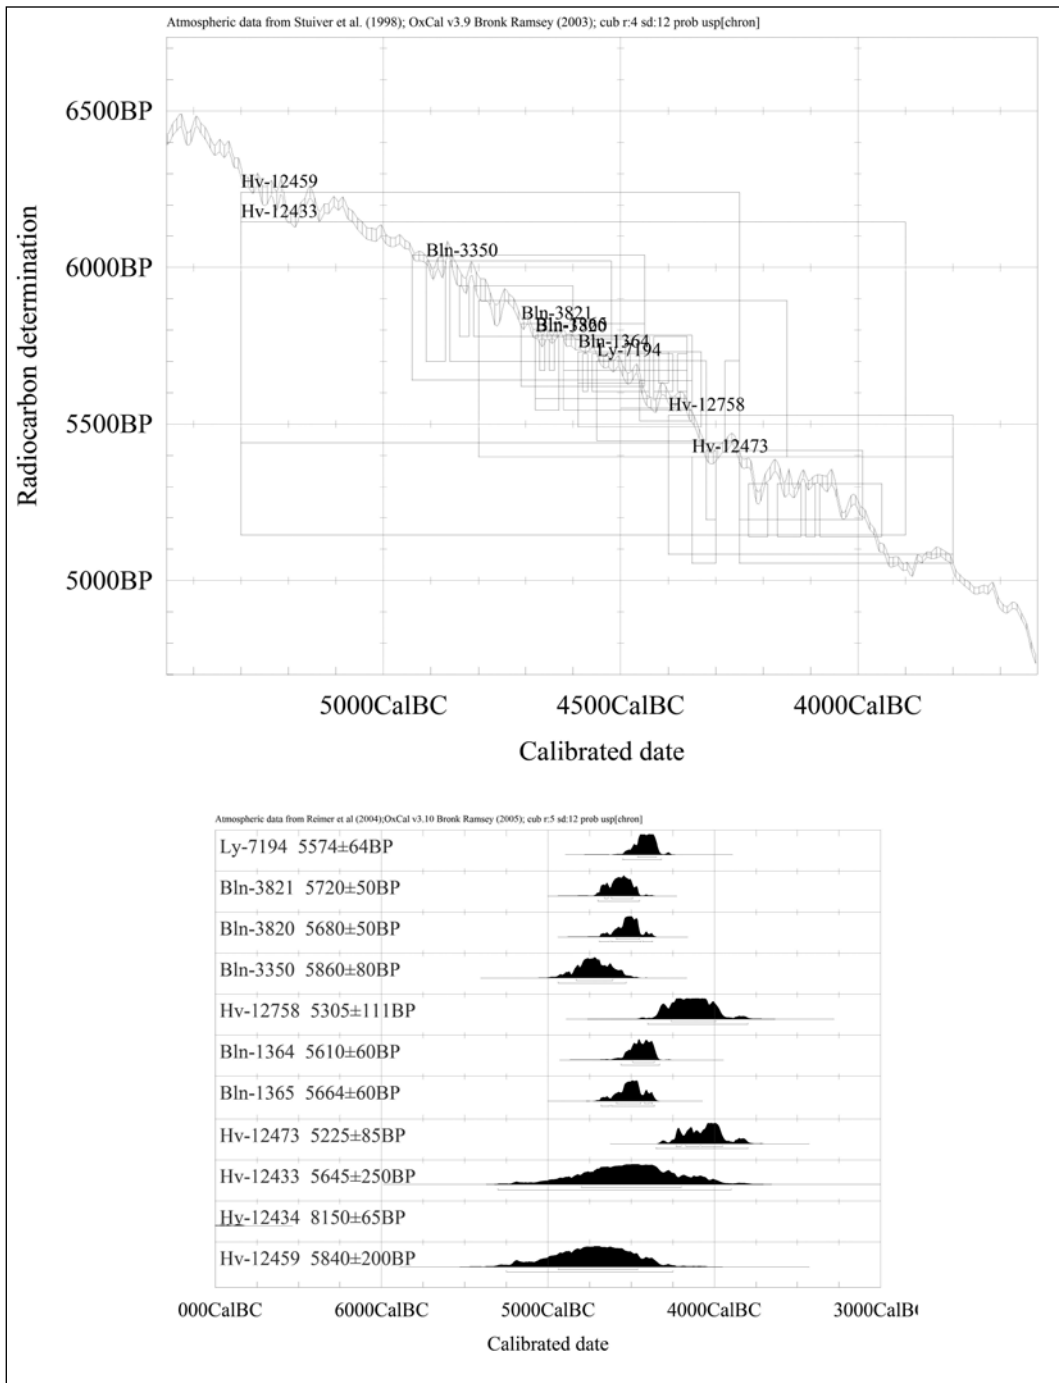 Atmospheric data from Stuiver et al. (1998); OxCal v3.9 Bronk Ramsey (2003); cub r:4 sd:12 prob usp[chron]
Radiocarbon determination
6500BP
6000BP
5500BP
5000BP
Hv-12459
Hv-12433
Bln-3350
Bln-3821
Bln-1364
Ly-7194
Hv-12758
Hv-12473
5000CalBC 4500CalBC 4000CalBC
Calibrated date
Atmospheric data from Reimer et al (2004);OxCal v3.10 Bronk Ramsey (2005); cub r:5 sd:12 prob usp[chron]
Ly-7194 5574±64BP
Bln-3821 5720±50BP
Bln-3820 5680±50BP
Bln-3350 5860±80BP
Hv-12758 5305±111BP
Bln-1364 5610±60BP
Bln-1365 5664±60BP
Hv-12473 5225±85BP
Hv-12433 5645±250BP
Hv-12434 8150±65BP
Hv-12459 5840±200BP
000CalBC 6000CalBC 5000CalBC 4000CalBC 3000CalB
Calibrated date